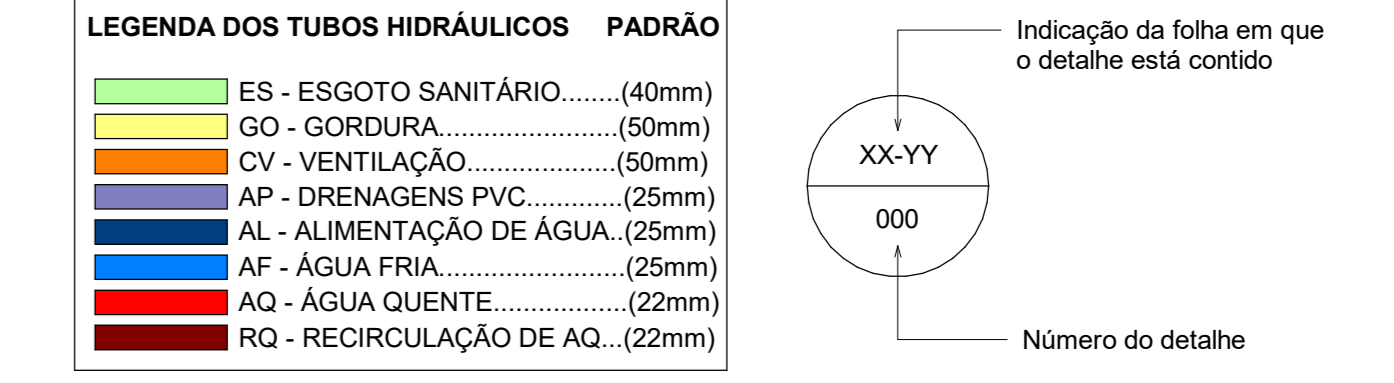 LEGENDA DOS TUBOS HIDRÁULICOS PADRÃO
ES - ESGOTO SANITÁRIO........(40mm)
GO - GORDURA........................(50mm)
CV - VENTILAÇÃO....................(50mm)
AP - DRENAGENS PVC.............(25mm)
AL - ALIMENTAÇÃO DE ÁGUA..(25mm)
AF - ÁGUA FRIA.........................(25mm)
AQ - ÁGUA QUENTE..................(22mm)
RQ - RECIRCULAÇÃO DE AQ...(22mm)
Indicação da folha em que
o detalhe está contido
XX-YY
000
Número do detalhe